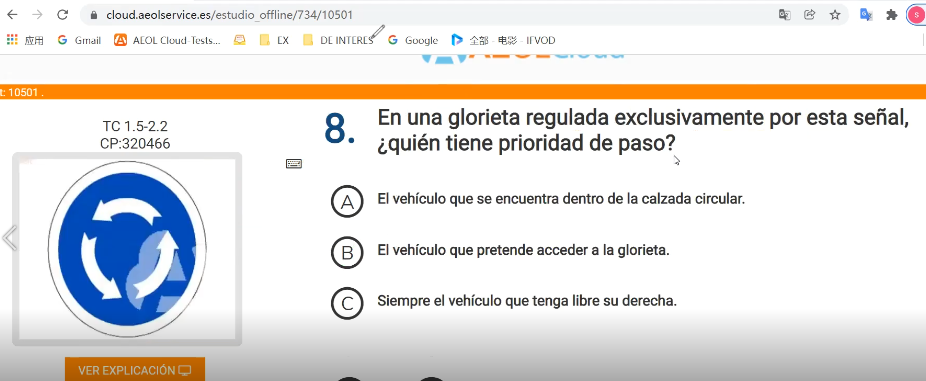 cloud.aeolservice.es/estudio_offline/734/10501
应用 Gmail AEOL Cloud-Tests... EX DE INTERES Google 全部 - 电影 - IFVOD
t: 10501 .
TC 1.5-2.2
CP:320466
8. En una glorieta regulada exclusivamente por esta señal,
¿quién tiene prioridad de paso?
A El vehículo que se encuentra dentro de la calzada circular.
B El vehículo que pretende acceder a la glorieta.
C Siempre el vehículo que tenga libre su derecha.
VER EXPLICACIÓN